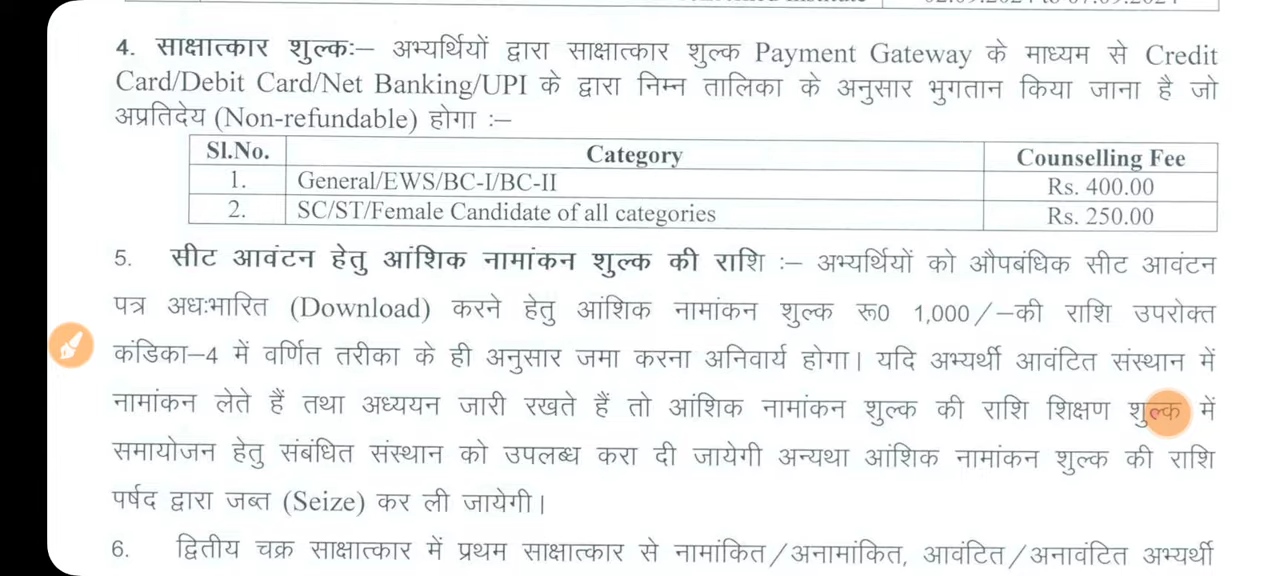 4. साक्षात्कार शुल्कः– अभ्यर्थियों द्वारा साक्षात्कार शुल्क Payment Gateway के माध्यम से Credit
Card/Debit Card/Net Banking/UPI के द्वारा निम्न तालिका के अनुसार भुगतान किया जाना है जो
अप्रतिदेय (Non-refundable) होगा :–
Sl.No. Category Counselling Fee
1. General/EWS/BC-I/BC-II Rs. 400.00
2. SC/ST/Female Candidate of all categories Rs. 250.00
5. सीट आवंटन हेतु आंशिक नामांकन शुल्क की राशि :– अभ्यर्थियों को औपबंधिक सीट आवंटन
पत्र अधःभारित (Download) करने हेतु आंशिक नामांकन शुल्क रू0 1,000/–की राशि उपरोक्त
कंडिका–4 में वर्णित तरीका के ही अनुसार जमा करना अनिवार्य होगा। यदि अभ्यर्थी आवंटित संस्थान में
नामांकन लेते हैं तथा अध्ययन जारी रखते हैं तो आंशिक नामांकन शुल्क की राशि शिक्षण शुल्क में
समायोजन हेतु संबंधित संस्थान को उपलब्ध करा दी जायेगी अन्यथा आंशिक नामांकन शुल्क की राशि
पर्षद द्वारा जब्त (Seize) कर ली जायेगी।
6. द्वितीय चक्र साक्षात्कार में प्रथम साक्षात्कार से नामांकित/अनामांकित, आवंटित/अनावंटित अभ्यर्थी